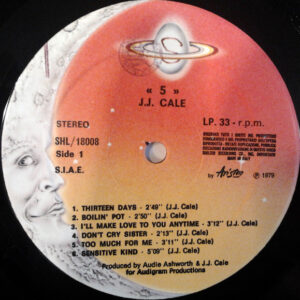 « 5 »
J.J. CALE
STEREO
LP. 33 - r.p.m.
SHL/18008
Side 1
S.I.A.E.
by Aristo ℗ 1979
1. THIRTEEN DAYS - 2'49" (J.J. Cale)
2. BOILIN' POT - 2'50" (J.J. Cale)
3. I'LL MAKE LOVE TO YOU ANYTIME - 3'12" (J.J. Cale)
4. DON'T CRY SISTER - 2'13" (J.J. Cale)
5. TOO MUCH FOR ME - 3'11" (J.J. Cale)
6. SENSITIVE KIND - 5'09" (J.J. Cale)
Produced by Audie Ashworth & J.J. Cale
for Audigram Productions